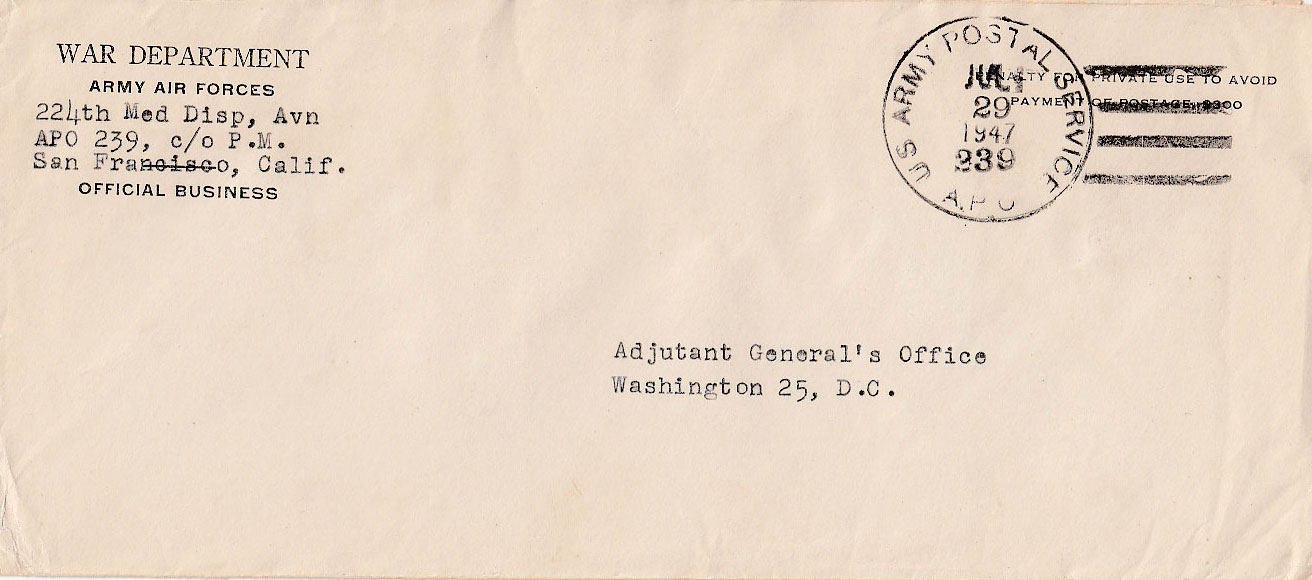 WAR DEPARTMENT
ARMY AIR FORCES
224th Med Disp, Avn
APO 239, c/o P.M.
San Francisco, Calif.
OFFICIAL BUSINESS
US ARMY POSTAL SERVICE
29
1947
239
A.P.O
PENALTY FOR PRIVATE USE TO AVOID
PAYMENT OF POSTAGE, $300
Adjutant General's Office
Washington 25, D.C.